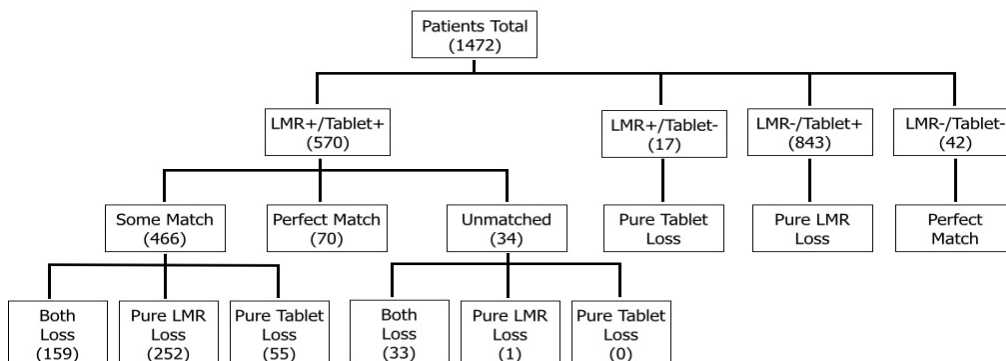 Patients Total
(1472)
LMR+/Tablet+
(570)
LMR+/Tablet-
(17)
LMR-/Tablet+
(843)
LMR-/Tablet-
(42)
Some Match
(466)
Perfect Match
(70)
Unmatched
(34)
Pure Tablet
Loss
Pure LMR
Loss
Perfect
Match
Both
Loss
(159)
Pure LMR
Loss
(252)
Pure Tablet
Loss
(55)
Both
Loss
(33)
Pure LMR
Loss
(1)
Pure Tablet
Loss
(0)